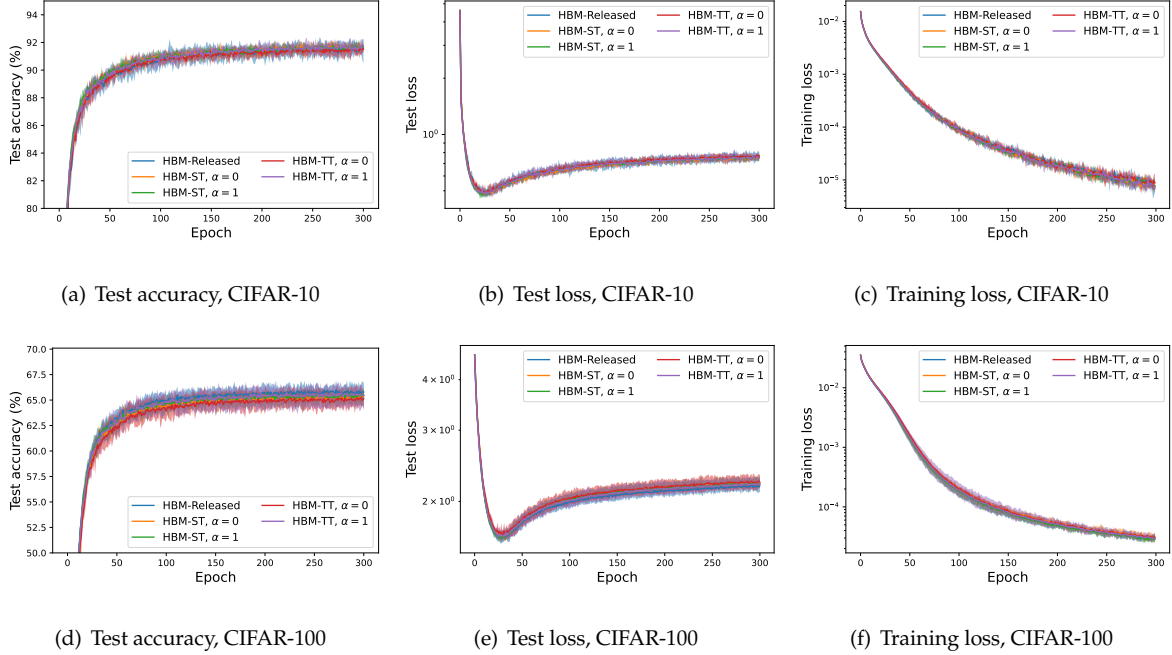 94
92
90
88
86
84
82
80
Test accuracy (%)
HBM-Released
HBM-ST, α = 0
HBM-ST, α = 1
HBM-TT, α = 0
HBM-TT, α = 1
0 50 100 150 200 250 300
Epoch
(a) Test accuracy, CIFAR-10
10⁰
Test loss
HBM-Released
HBM-ST, α = 0
HBM-ST, α = 1
HBM-TT, α = 0
HBM-TT, α = 1
0 50 100 150 200 250 300
Epoch
(b) Test loss, CIFAR-10
10⁻²
10⁻³
10⁻⁴
10⁻⁵
Training loss
HBM-Released
HBM-ST, α = 0
HBM-ST, α = 1
HBM-TT, α = 0
HBM-TT, α = 1
0 50 100 150 200 250 300
Epoch
(c) Training loss, CIFAR-10
70.0
67.5
65.0
62.5
60.0
57.5
55.0
52.5
50.0
Test accuracy (%)
HBM-Released
HBM-ST, α = 0
HBM-ST, α = 1
HBM-TT, α = 0
HBM-TT, α = 1
0 50 100 150 200 250 300
Epoch
(d) Test accuracy, CIFAR-100
4 × 10⁰
3 × 10⁰
2 × 10⁰
Test loss
HBM-Released
HBM-ST, α = 0
HBM-ST, α = 1
HBM-TT, α = 0
HBM-TT, α = 1
0 50 100 150 200 250 300
Epoch
(e) Test loss, CIFAR-100
10⁻²
10⁻³
10⁻⁴
Training loss
HBM-Released
HBM-ST, α = 0
HBM-ST, α = 1
HBM-TT, α = 0
HBM-TT, α = 1
0 50 100 150 200 250 300
Epoch
(f) Training loss, CIFAR-100